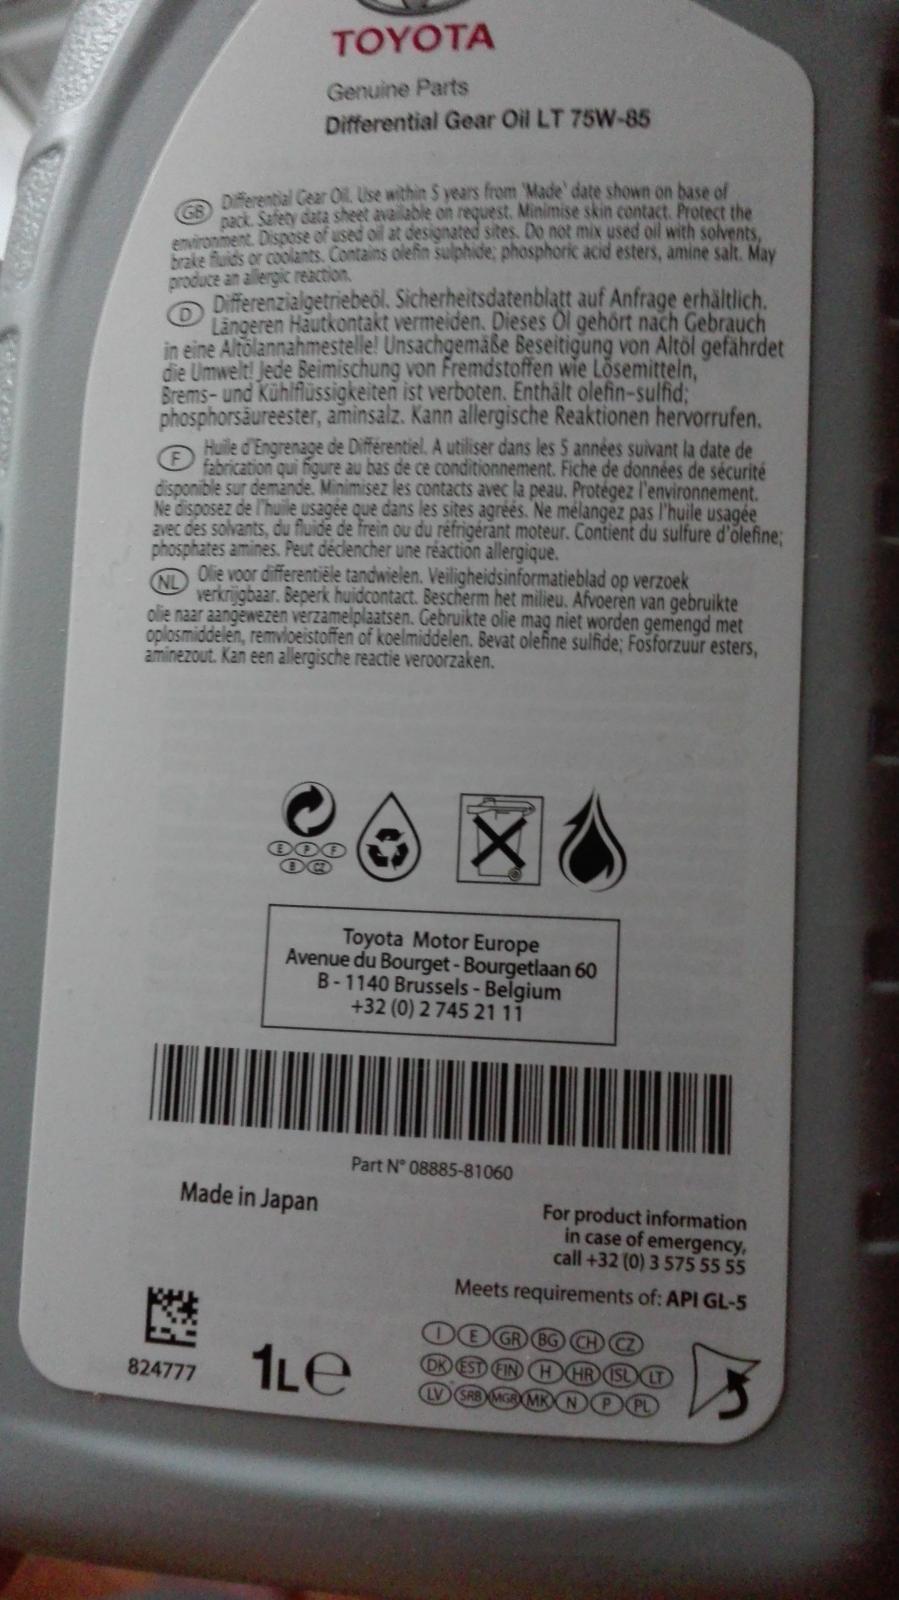 TOYOTA
Genuine Parts
Differential Gear Oil LT 75W-85
GB Differential Gear Oil. Use within 5 years from 'Made' date shown on base of
pack. Safety data sheet available on request. Minimise skin contact. Protect the
environment. Dispose of used oil at designated sites. Do not mix used oil with solvents,
brake fluids or coolants. Contains olefin sulphide; phosphoric acid esters, amine salt. May
produce an allergic reaction.
D Differenzialgetriebeöl. Sicherheitsdatenblatt auf Anfrage erhältlich.
Längeren Hautkontakt vermeiden. Dieses Öl gehört nach Gebrauch
in eine Altölannahmestelle! Unsachgemäße Beseitigung von Altöl gefährdet
die Umwelt! Jede Beimischung von Fremdstoffen wie Lösemitteln,
Brems- und Kühlflüssigkeiten ist verboten. Enthält olefin-sulfid;
phosphorsäureester, aminsalz. Kann allergische Reaktionen hervorrufen.
F Huile d'Engrenage de Différentiel. A utiliser dans les 5 années suivant la date de
fabrication qui figure au bas de ce conditionnement. Fiche de données de sécurité
disponible sur demande. Minimisez les contacts avec la peau. Protégez l'environnement.
Ne disposez de l'huile usagée que dans les sites agréés. Ne mélangez pas l'huile usagée
avec des solvants, du fluide de frein ou du réfrigérant moteur. Contient du sulfure d'olefine;
phosphates amines. Peut déclencher une réaction allergique.
NL Olie voor differentiële tandwielen. Veiligheidsinformatieblad op verzoek
verkrijgbaar. Beperk huidcontact. Bescherm het milieu. Afvoeren van gebruikte
olie naar aangewezen verzamelplaatsen. Gebruikte olie mag niet worden gemengd met
oplosmiddelen, remvloeistoffen of koelmiddelen. Bevat olefine sulfide; Fosforzuur esters,
aminezout. Kan een allergische reactie veroorzaken.
E P F
B CZ
Toyota Motor Europe
Avenue du Bourget - Bourgetlaan 60
B - 1140 Brussels - Belgium
+32 (0) 2 745 21 11
Part N° 08885-81060
Made in Japan
For product information
in case of emergency,
call +32 (0) 3 575 55 55
Meets requirements of: API GL-5
824777
1L e
I E GR BG CH CZ
DK EST FIN H HR ISL LT
LV SRB MGR MK N P PL